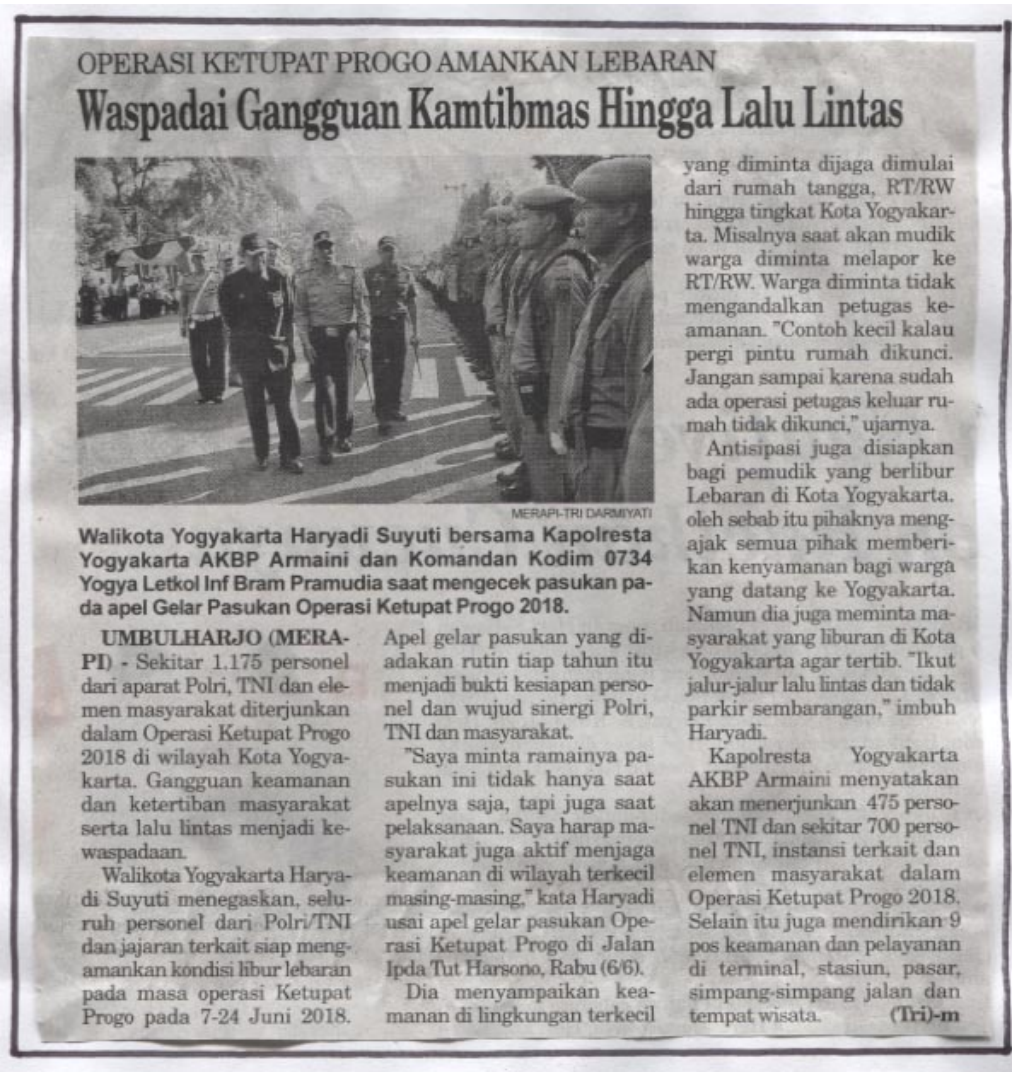 OPERASI KETUPAT PROGO AMANKAN LEBARAN
Waspadai Gangguan Kamtibmas Hingga Lalu Lintas
MERAPI-TRI DARMIYATI
Walikota Yogyakarta Haryadi Suyuti bersama Kapolresta
Yogyakarta AKBP Armaini dan Komandan Kodim 0734
Yogya Letkol Inf Bram Pramudia saat mengecek pasukan pa-
da apel Gelar Pasukan Operasi Ketupat Progo 2018.
UMBULHARJO (MERA-
PI) - Sekitar 1.175 personel
dari aparat Polri, TNI dan ele-
men masyarakat diterjunkan
dalam Operasi Ketupat Progo
2018 di wilayah Kota Yogya-
karta. Gangguan keamanan
dan ketertiban masyarakat
serta lalu lintas menjadi ke-
waspadaan.
Walikota Yogyakarta Harya-
di Suyuti menegaskan, selu-
ruh personel dari Polri/TNI
dan jajaran terkait siap meng-
amankan kondisi libur lebaran
pada masa operasi Ketupat
Progo pada 7-24 Juni 2018.
Apel gelar pasukan yang di-
adakan rutin tiap tahun itu
menjadi bukti kesiapan perso-
nel dan wujud sinergi Polri,
TNI dan masyarakat.
"Saya minta ramainya pa-
sukan ini tidak hanya saat
apelnya saja, tapi juga saat
pelaksanaan. Saya harap ma-
syarakat juga aktif menjaga
keamanan di wilayah terkecil
masing-masing," kata Haryadi
usai apel gelar pasukan Ope-
rasi Ketupat Progo di Jalan
Ipda Tut Harsono, Rabu (6/6).
Dia menyampaikan kea-
manan di lingkungan terkecil
yang diminta dijaga dimulai
dari rumah tangga, RT/RW
hingga tingkat Kota Yogyakar-
ta. Misalnya saat akan mudik
warga diminta melapor ke
RT/RW. Warga diminta tidak
mengandalkan petugas ke-
amanan. "Contoh kecil kalau
pergi pintu rumah dikunci.
Jangan sampai karena sudah
ada operasi petugas keluar ru-
mah tidak dikunci," ujarnya.
Antisipasi juga disiapkan
bagi pemudik yang berlibur
Lebaran di Kota Yogyakarta.
oleh sebab itu pihaknya meng-
ajak semua pihak memberi-
kan kenyamanan bagi warga
yang datang ke Yogyakarta.
Namun dia juga meminta ma-
syarakat yang liburan di Kota
Yogyakarta agar tertib. "Ikut
jalur-jalur lalu lintas dan tidak
parkir sembarangan," imbuh
Haryadi.
Kapolresta Yogyakarta
AKBP Armaini menyatakan
akan menerjunkan 475 perso-
nel TNI dan sekitar 700 perso-
nel TNI, instansi terkait dan
elemen masyarakat dalam
Operasi Ketupat Progo 2018.
Selain itu juga mendirikan 9
pos keamanan dan pelayanan
di terminal, stasiun, pasar,
simpang-simpang jalan dan
tempat wisata. (Tri)-m